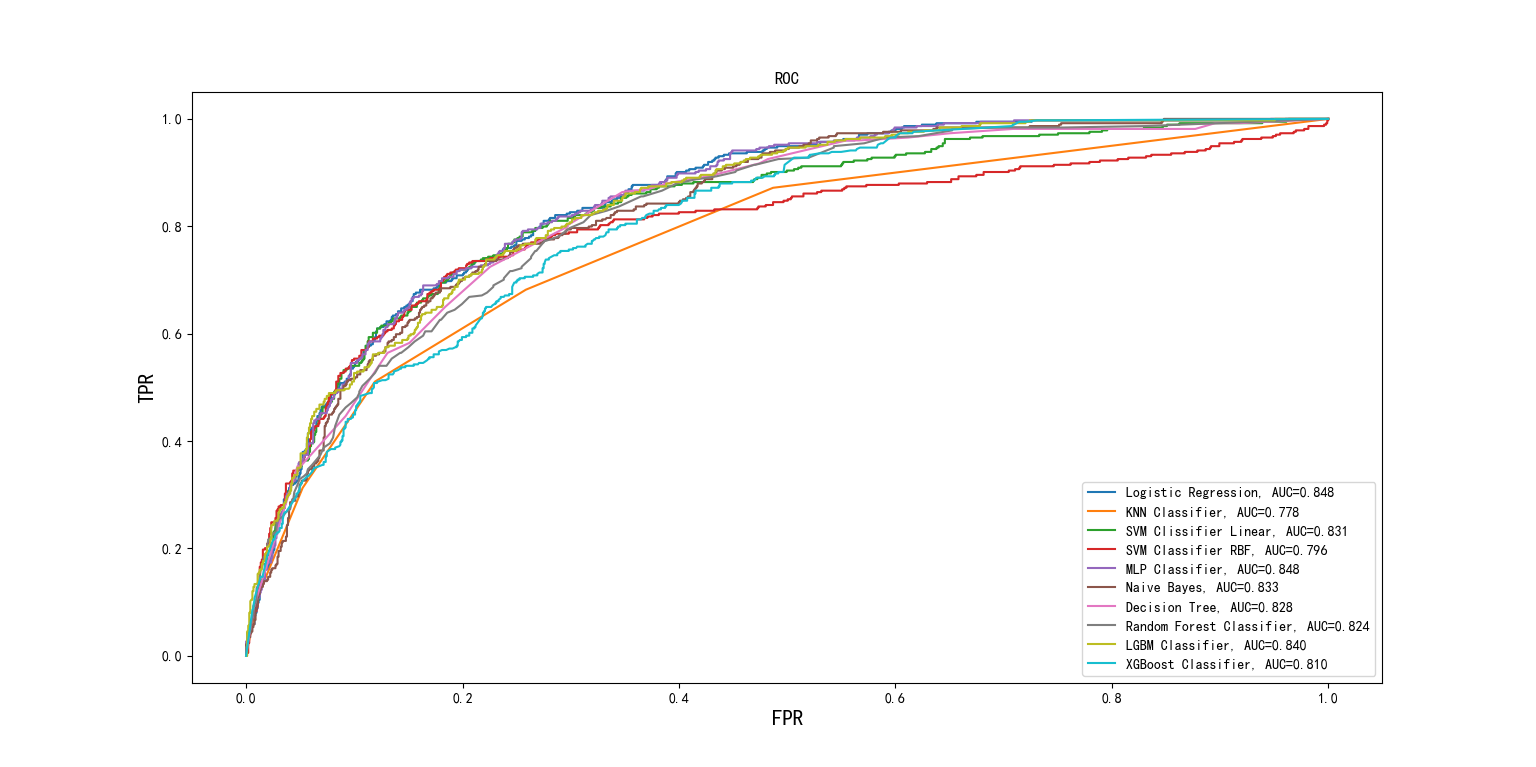 ROC
TPR
1.0
0.8
0.6
0.4
0.2
0.0
Logistic Regression, AUC=0.848
KNN Classifier, AUC=0.778
SVM Clissifier Linear, AUC=0.831
SVM Classifier RBF, AUC=0.796
MLP Classifier, AUC=0.848
Naive Bayes, AUC=0.833
Decision Tree, AUC=0.828
Random Forest Classifier, AUC=0.824
LGBM Classifier, AUC=0.840
XGBoost Classifier, AUC=0.810
0.0 0.2 0.4 0.6 0.8 1.0
FPR